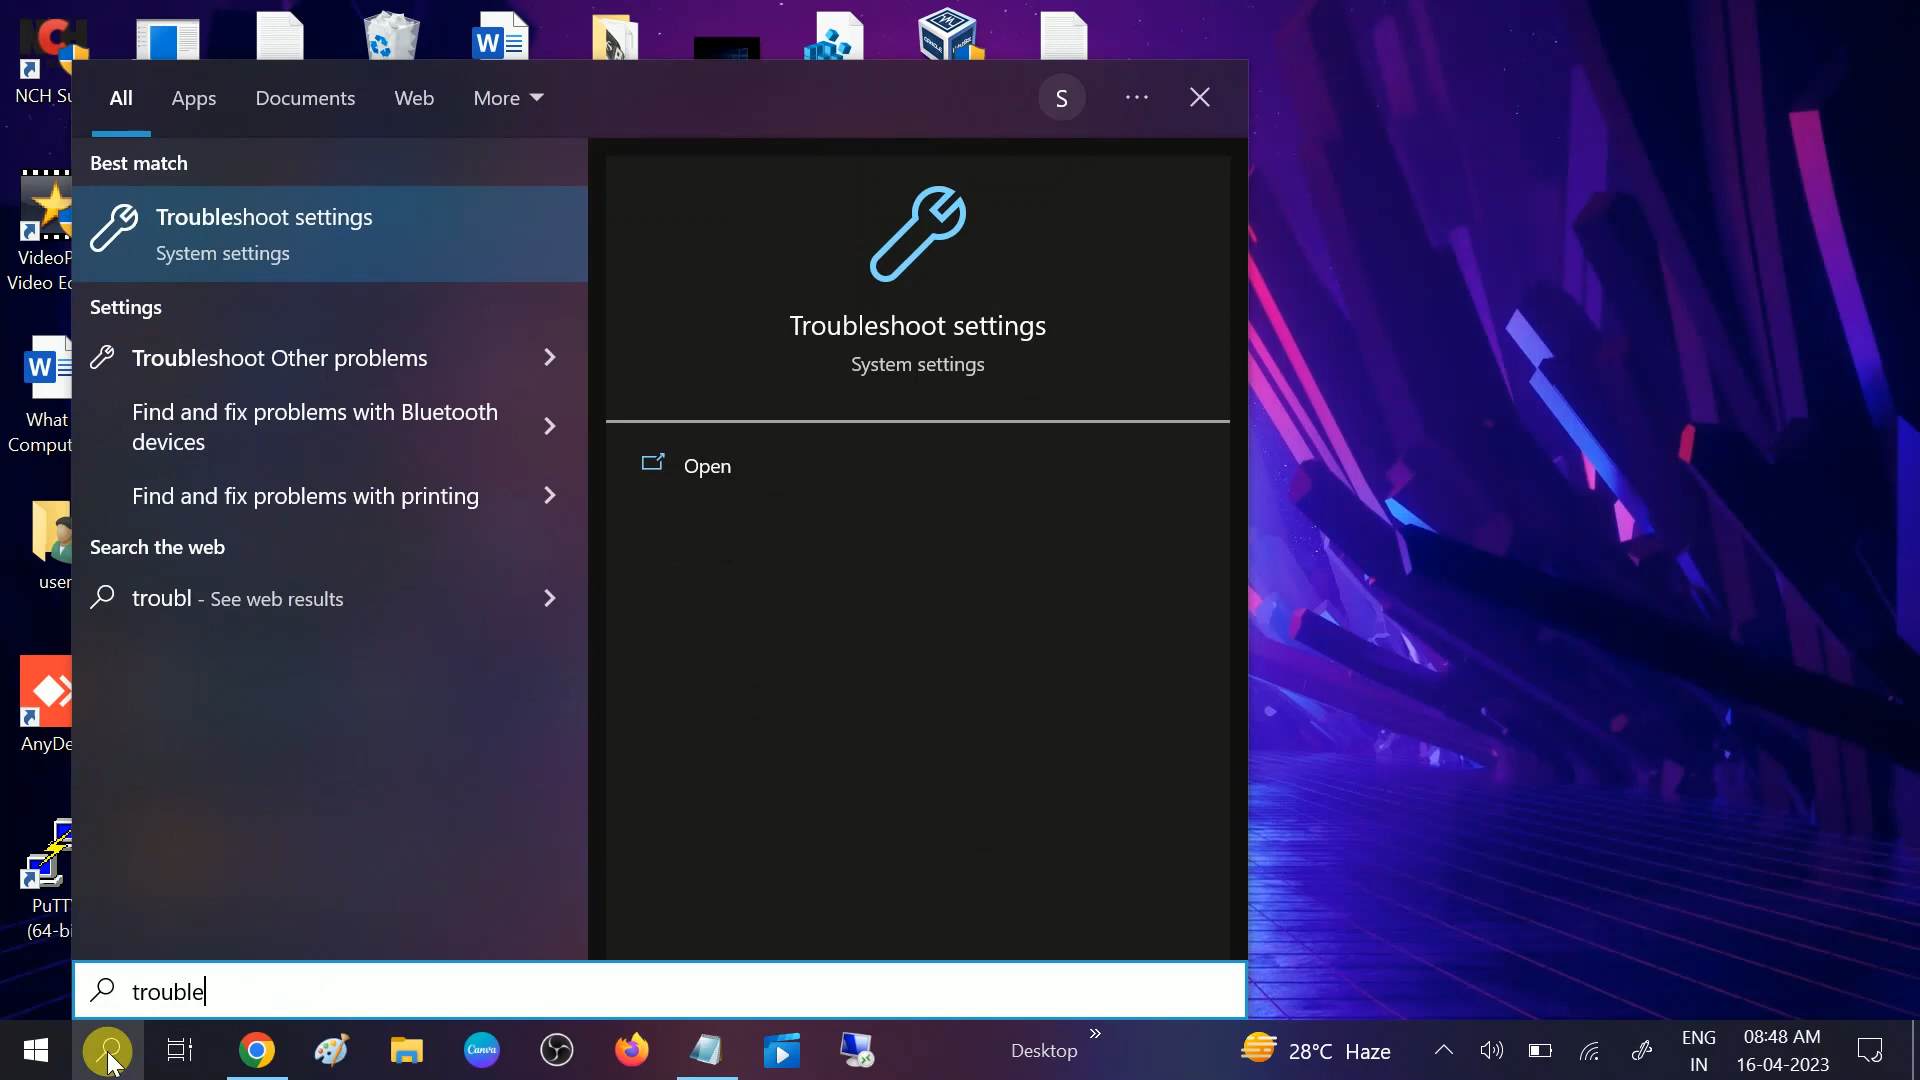 NCH Su
VideoP
Video Ed
What
Comput
user
AnyDe
PuTT
(64-bi
All
Apps
Documents
Web
More
S
Best match
Troubleshoot settings
System settings
Settings
Troubleshoot Other problems
Find and fix problems with Bluetooth
devices
Find and fix problems with printing
Search the web
troubl - See web results
Troubleshoot settings
System settings
Open
trouble
Canva
Desktop
28°C Haze
ENG
IN
08:48 AM
16-04-2023